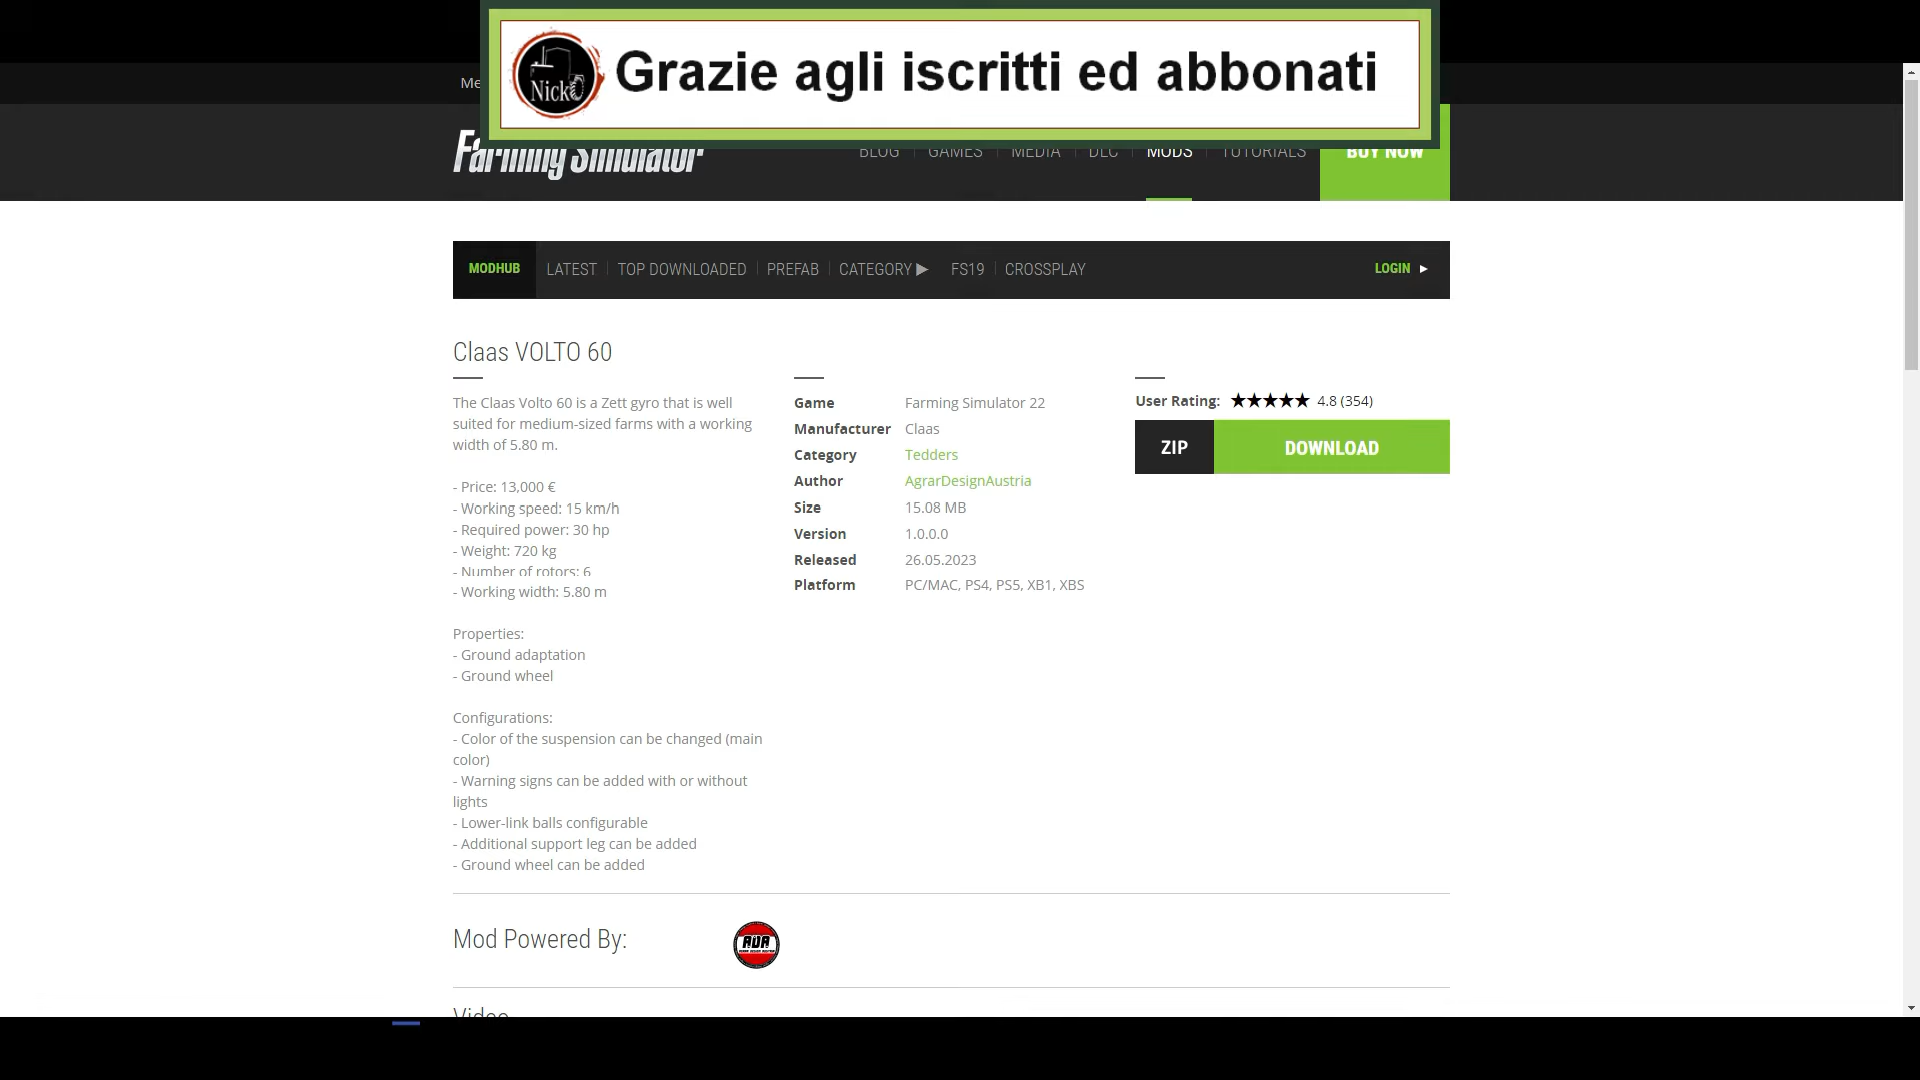 Grazie agli iscritti ed abbonati
Nick
Me
Farming Simulator
BLOG GAMES MEDIA DLC MODS TUTORIALS BUY NOW
MODHUB LATEST TOP DOWNLOADED PREFAB CATEGORY FS19 CROSSPLAY LOGIN
Claas VOLTO 60
The Claas Volto 60 is a Zett gyro that is well
suited for medium-sized farms with a working
width of 5.80 m.
- Price: 13,000 €
- Working speed: 15 km/h
- Required power: 30 hp
- Weight: 720 kg
- Number of rotors: 6
- Working width: 5.80 m
Properties:
- Ground adaptation
- Ground wheel
Configurations:
- Color of the suspension can be changed (main
color)
- Warning signs can be added with or without
lights
- Lower-link balls configurable
- Additional support leg can be added
- Ground wheel can be added
Game Farming Simulator 22
Manufacturer Claas
Category Tedders
Author AgrarDesignAustria
Size 15.08 MB
Version 1.0.0.0
Released 26.05.2023
Platform PC/MAC, PS4, PS5, XB1, XBS
User Rating: ★★★★★ 4.8 (354)
ZIP DOWNLOAD
Mod Powered By:
ADA
Video